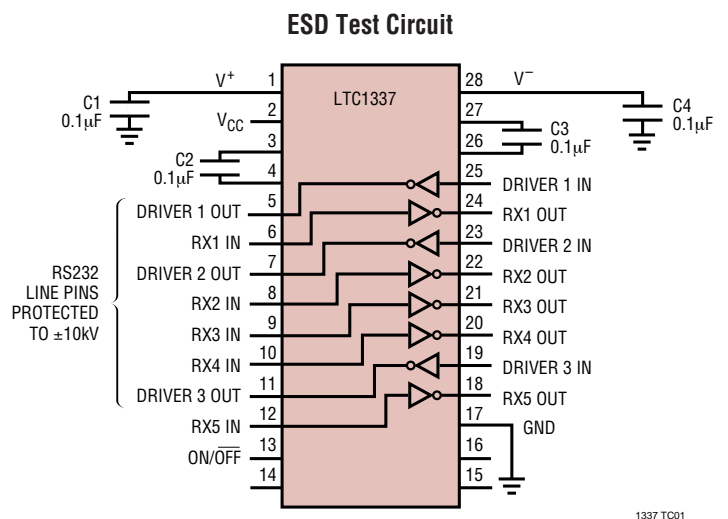 ESD Test Circuit
LTC1337
V+ 1
C1
0.1µF
2
VCC
3
C2
0.1µF
4
5
DRIVER 1 OUT
6
RX1 IN
7
DRIVER 2 OUT
8
RX2 IN
9
RX3 IN
10
RX4 IN
11
DRIVER 3 OUT
12
RX5 IN
13
ON/OFF
14
RS232
LINE PINS
PROTECTED
TO ±10kV
28 V−
C4
0.1µF
27
C3
0.1µF
26
25
DRIVER 1 IN
24
RX1 OUT
23
DRIVER 2 IN
22
RX2 OUT
21
RX3 OUT
20
RX4 OUT
19
DRIVER 3 IN
18
RX5 OUT
17
GND
16
15
1337 TC01